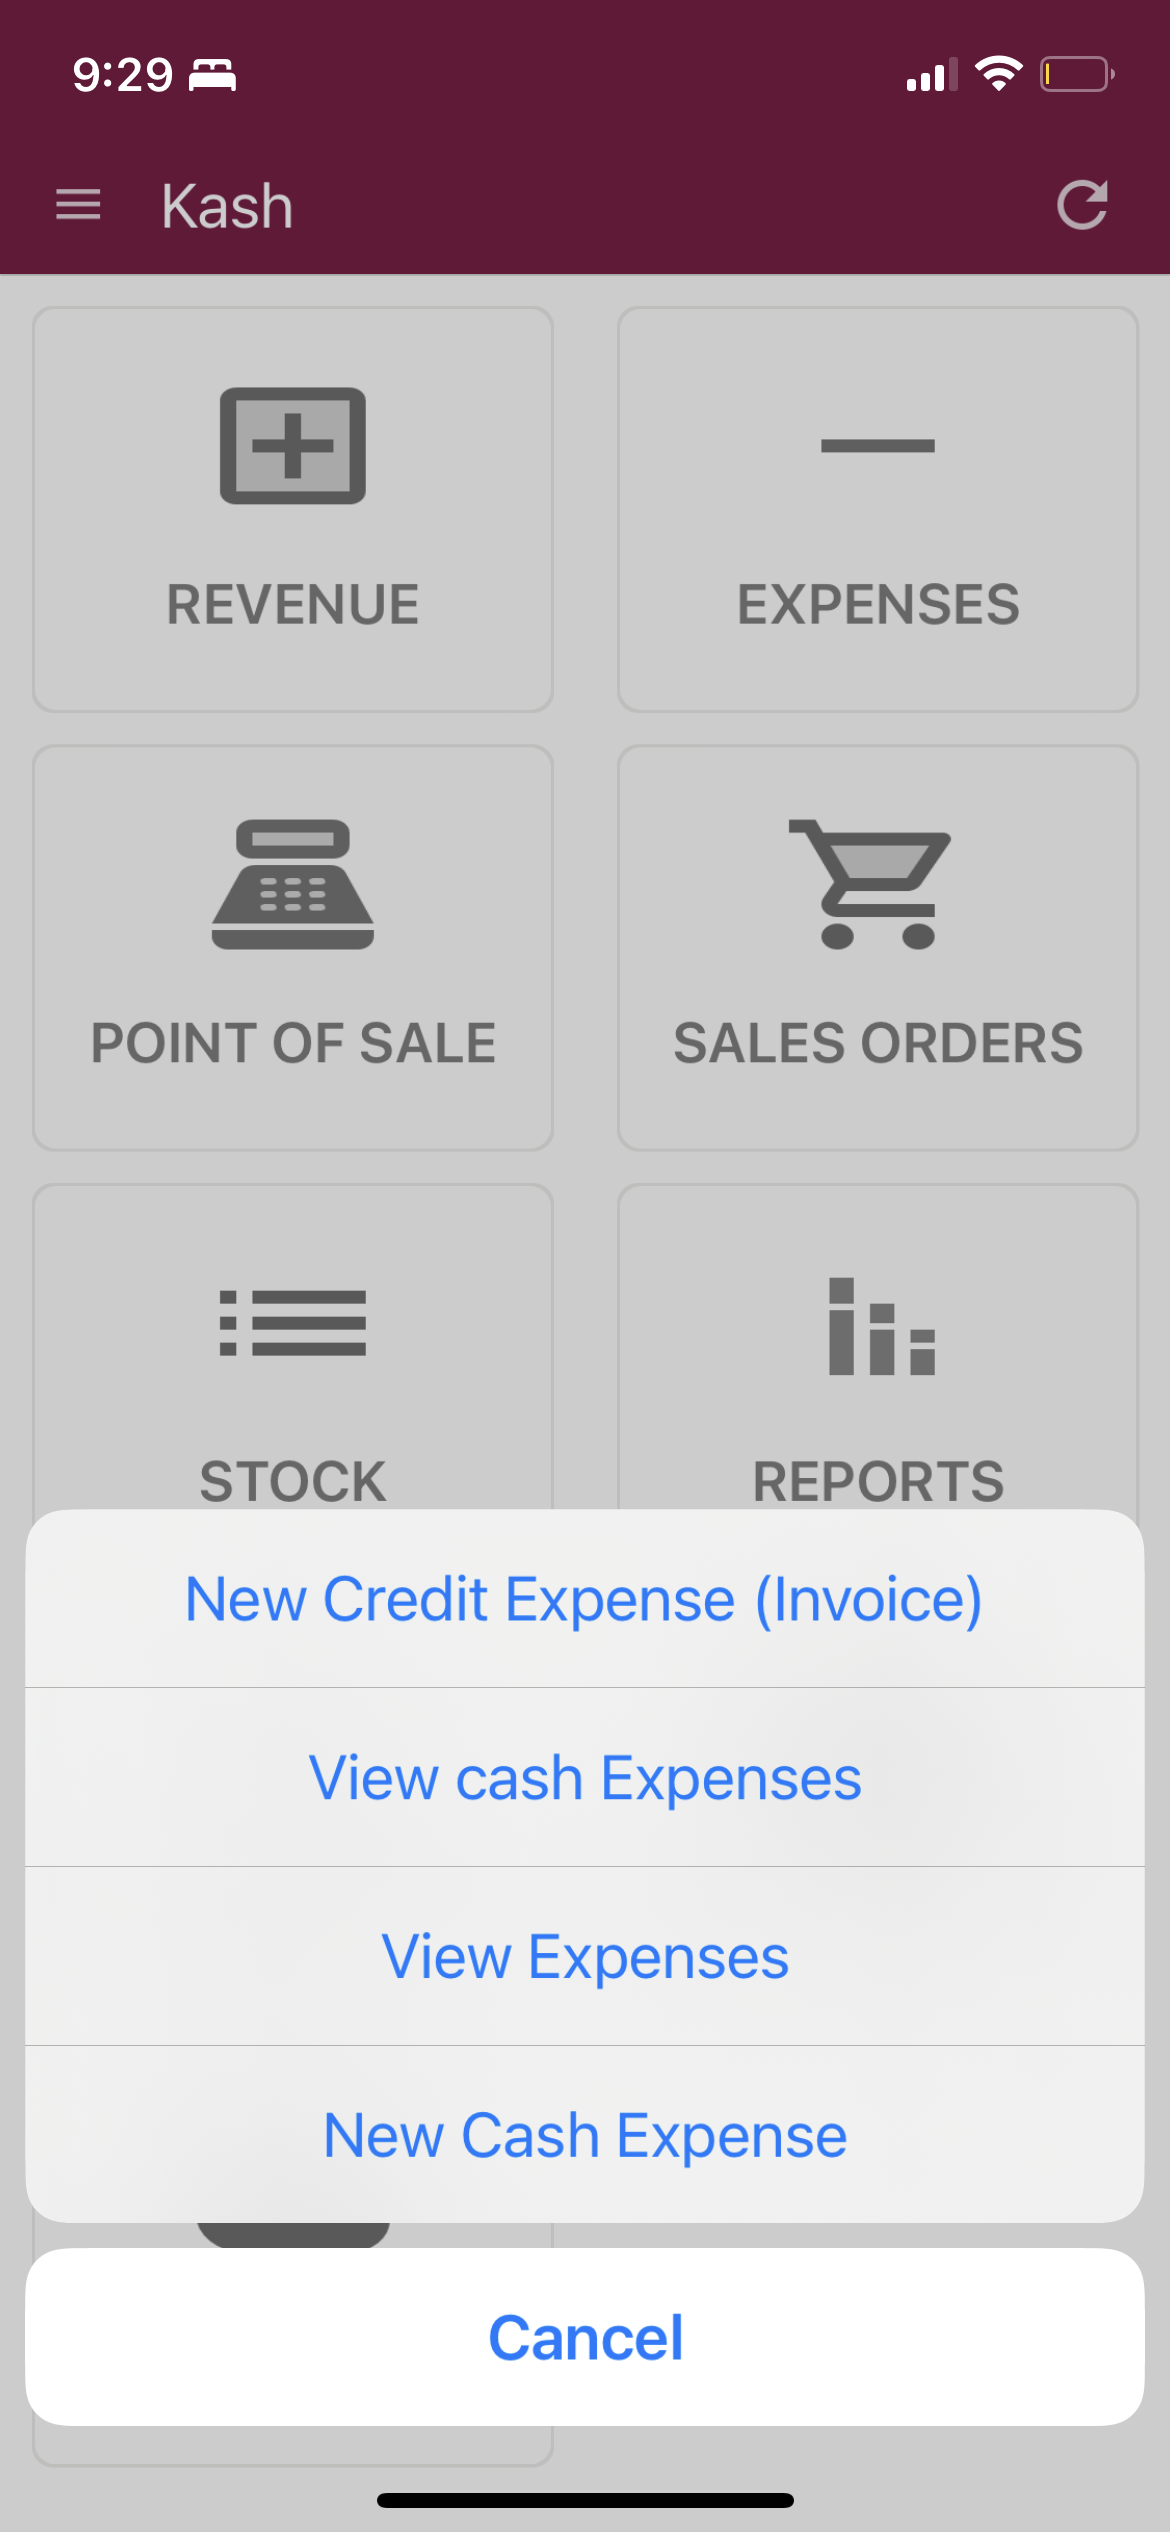 9:29
Kash
REVENUE
EXPENSES
POINT OF SALE
SALES ORDERS
STOCK
REPORTS
New Credit Expense (Invoice)
View cash Expenses
View Expenses
New Cash Expense
Cancel